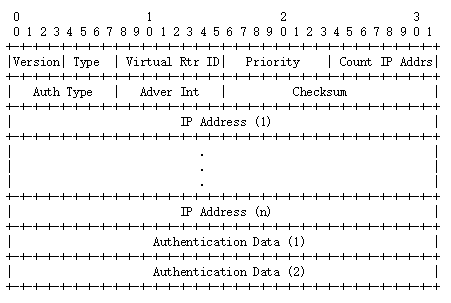 0                   1                   2                   3
0 1 2 3 4 5 6 7 8 9 0 1 2 3 4 5 6 7 8 9 0 1 2 3 4 5 6 7 8 9 0 1
+-+-+-+-+-+-+-+-+-+-+-+-+-+-+-+-+-+-+-+-+-+-+-+-+-+-+-+-+-+-+-+-+
|Version| Type | Virtual Rtr ID| Priority | Count IP Addrs|
+-+-+-+-+-+-+-+-+-+-+-+-+-+-+-+-+-+-+-+-+-+-+-+-+-+-+-+-+-+-+-+-+
| Auth Type | Adver Int | Checksum |
+-+-+-+-+-+-+-+-+-+-+-+-+-+-+-+-+-+-+-+-+-+-+-+-+-+-+-+-+-+-+-+-+
| IP Address (1) |
+-+-+-+-+-+-+-+-+-+-+-+-+-+-+-+-+-+-+-+-+-+-+-+-+-+-+-+-+-+-+-+-+
| . |
| . |
| . |
+-+-+-+-+-+-+-+-+-+-+-+-+-+-+-+-+-+-+-+-+-+-+-+-+-+-+-+-+-+-+-+-+
| IP Address (n) |
+-+-+-+-+-+-+-+-+-+-+-+-+-+-+-+-+-+-+-+-+-+-+-+-+-+-+-+-+-+-+-+-+
| Authentication Data (1) |
+-+-+-+-+-+-+-+-+-+-+-+-+-+-+-+-+-+-+-+-+-+-+-+-+-+-+-+-+-+-+-+-+
| Authentication Data (2) |
+-+-+-+-+-+-+-+-+-+-+-+-+-+-+-+-+-+-+-+-+-+-+-+-+-+-+-+-+-+-+-+-+